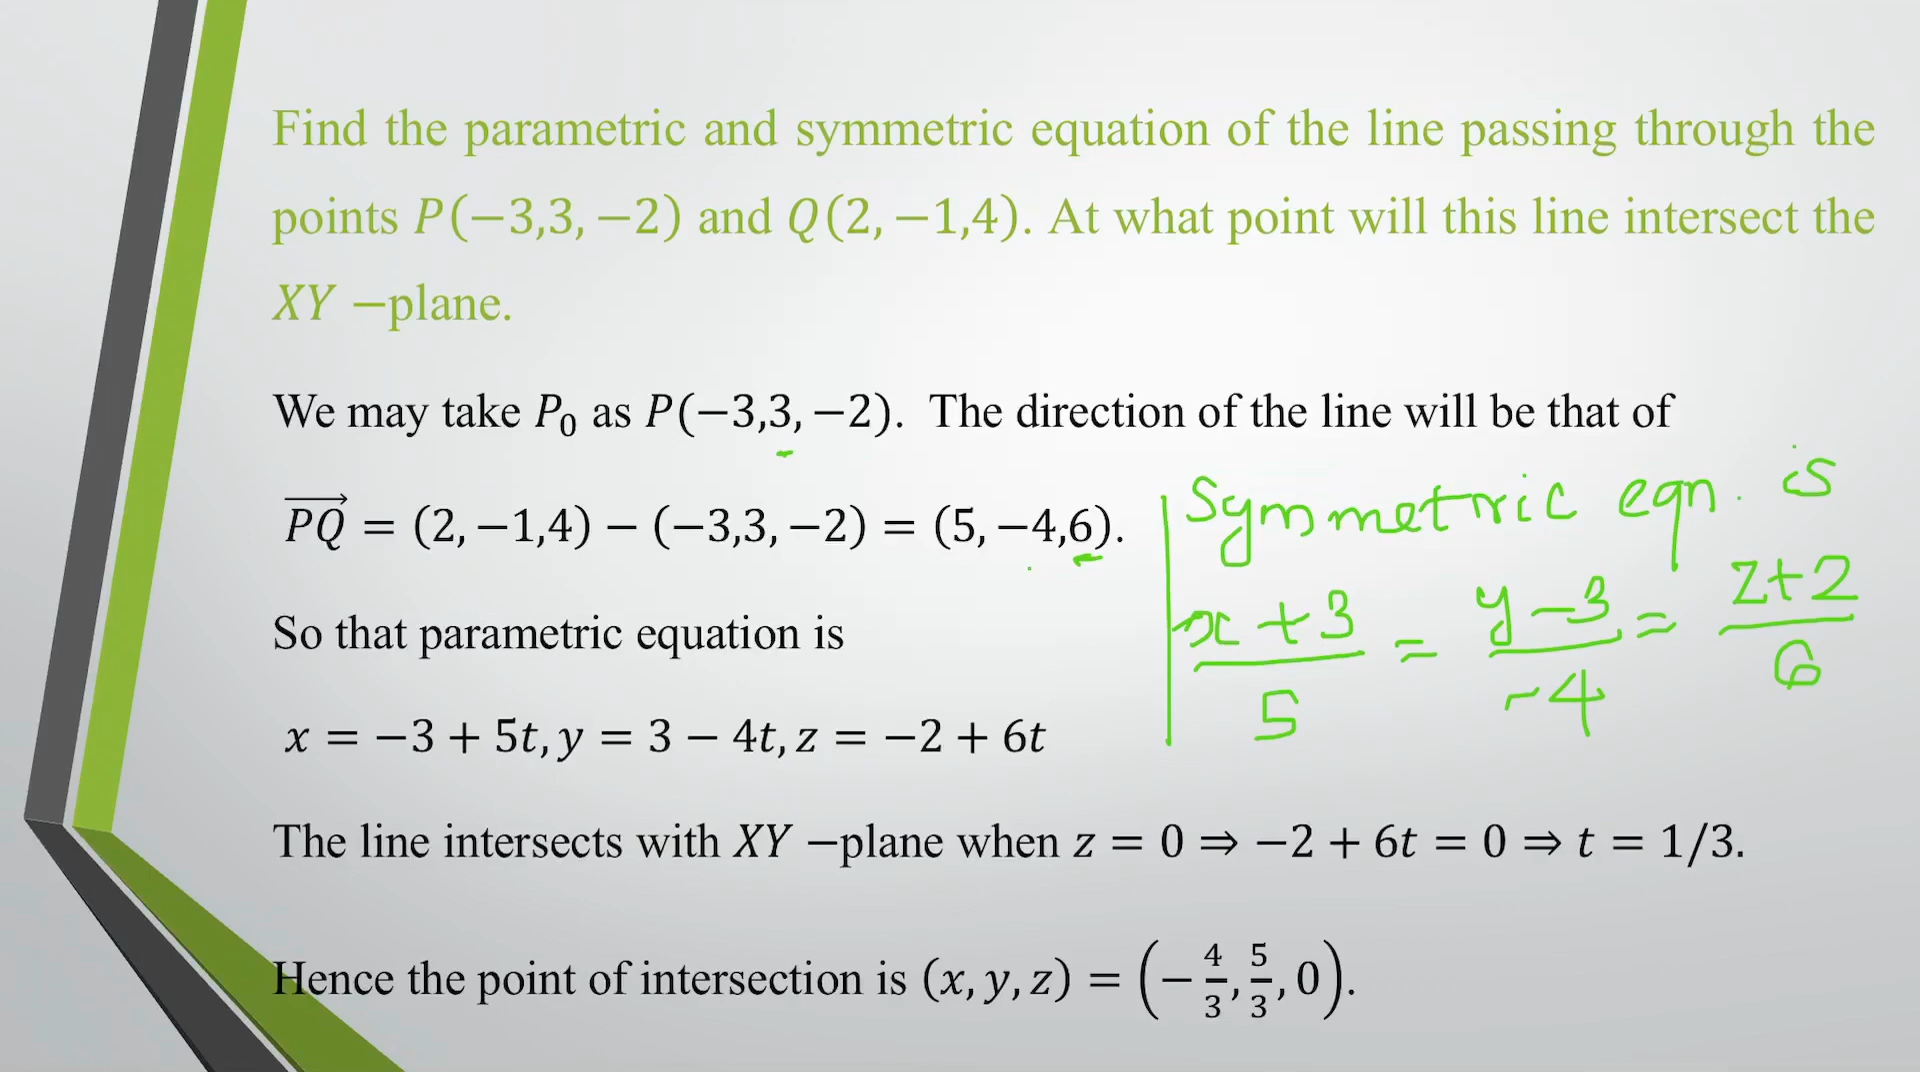 Find the parametric and symmetric equation of the line passing through the
points P(−3,3, −2) and Q(2, −1,4). At what point will this line intersect the
XY −plane.
We may take P₀ as P(−3,3, −2). The direction of the line will be that of
PQ⃗ = (2, −1,4) − (−3,3, −2) = (5, −4,6).
Symmetric eqn. is
x+3/5 = y−3/−4 = z+2/6
So that parametric equation is
x = −3 + 5t, y = 3 − 4t, z = −2 + 6t
The line intersects with XY −plane when z = 0 ⇒ −2 + 6t = 0 ⇒ t = 1/3.
Hence the point of intersection is (x, y, z) = (−4/3, 5/3, 0).